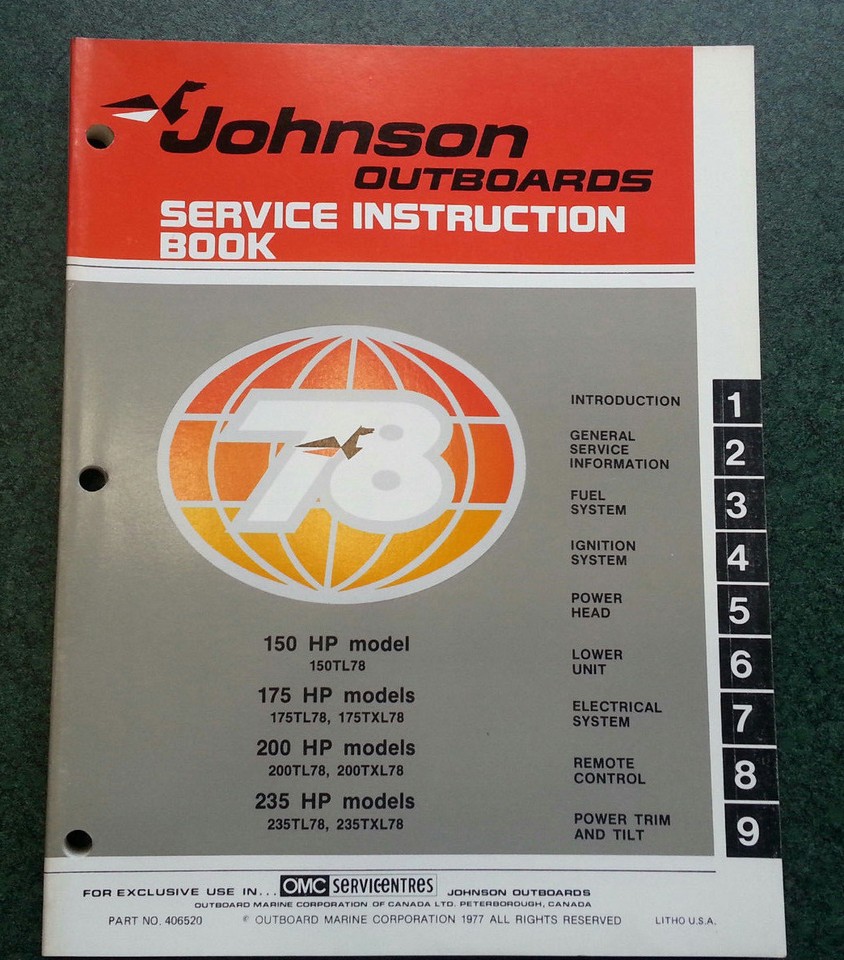 Johnson
OUTBOARDS
SERVICE INSTRUCTION
BOOK
78
INTRODUCTION 1
GENERAL
SERVICE
INFORMATION 2
FUEL
SYSTEM 3
IGNITION
SYSTEM 4
POWER
HEAD 5
LOWER
UNIT 6
ELECTRICAL
SYSTEM 7
REMOTE
CONTROL 8
POWER TRIM
AND TILT 9
150 HP model
150TL78
175 HP models
175TL78, 175TXL78
200 HP models
200TL78, 200TXL78
235 HP models
235TL78, 235TXL78
FOR EXCLUSIVE USE IN... OMC SERVICENTRES JOHNSON OUTBOARDS
OUTBOARD MARINE CORPORATION OF CANADA LTD. PETERBOROUGH, CANADA
PART NO. 406520 © OUTBOARD MARINE CORPORATION 1977 ALL RIGHTS RESERVED LITHO U.S.A.